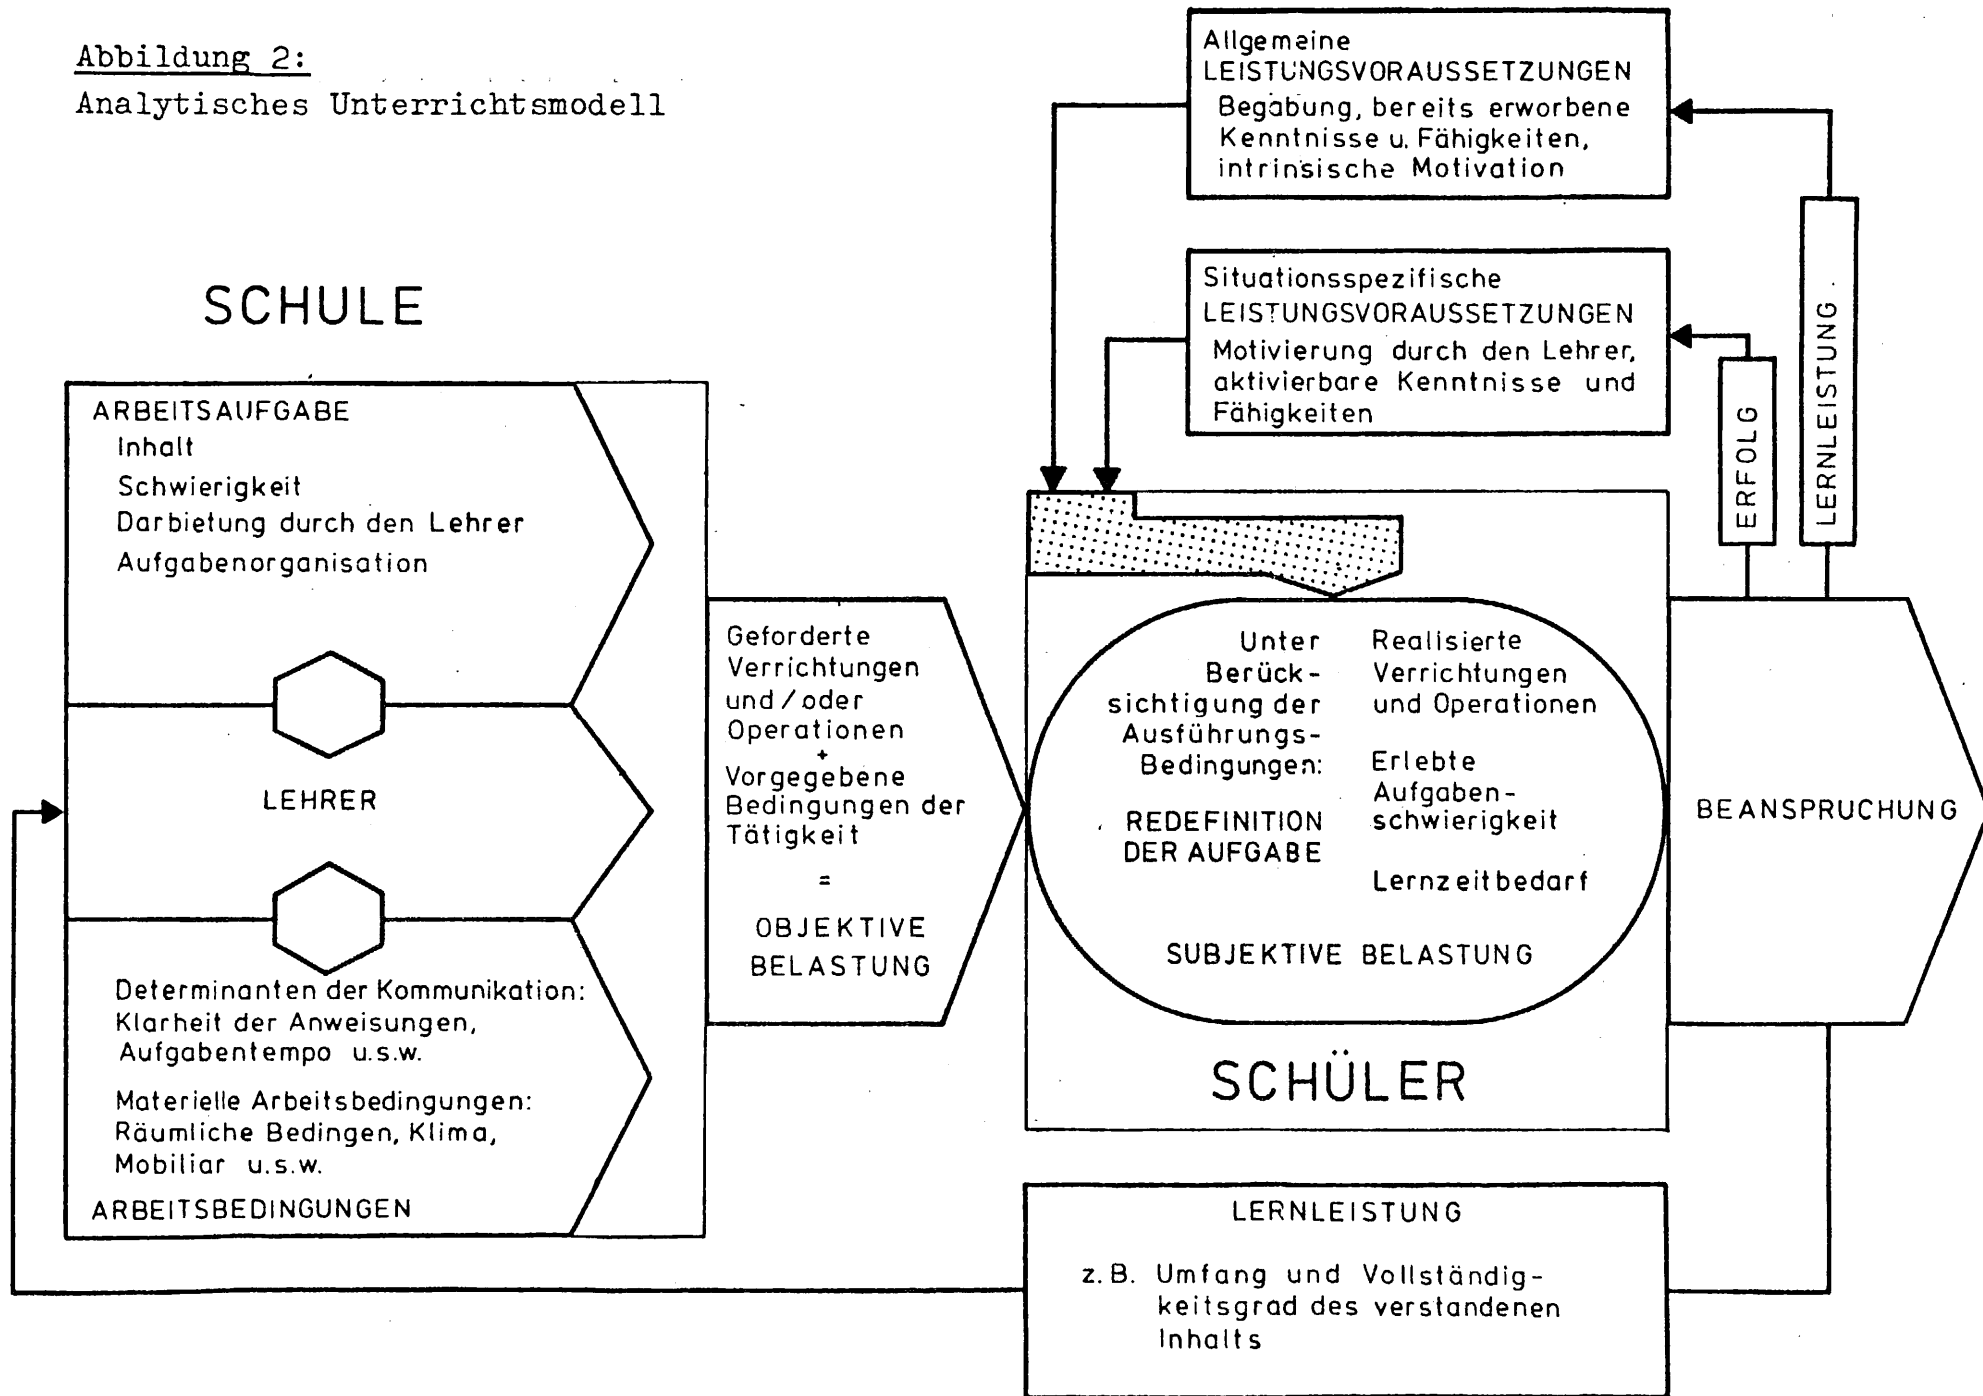 Abbildung 2:
Analytisches Unterrichtsmodell
SCHULE
ARBEITSAUFGABE
Inhalt
Schwierigkeit
Darbietung durch den Lehrer
Aufgabenorganisation
LEHRER
Determinanten der Kommunikation:
Klarheit der Anweisungen,
Aufgabentempo u.s.w.
Materielle Arbeitsbedingungen:
Räumliche Bedingen, Klima,
Mobiliar u.s.w.
ARBEITSBEDINGUNGEN
Geforderte
Verrichtungen
und/oder
Operationen
+
Vorgegebene
Bedingungen der
Tätigkeit
=
OBJEKTIVE
BELASTUNG
Allgemeine
LEISTUNGSVORAUSSETZUNGEN
Begabung, bereits erworbene
Kenntnisse u. Fähigkeiten,
intrinsische Motivation
Situationsspezifische
LEISTUNGSVORAUSSETZUNGEN
Motivierung durch den Lehrer,
aktivierbare Kenntnisse und
Fähigkeiten
ERFOLG
LERNLEISTUNG
Unter
Berück-
sichtigung der
Ausführungs-
Bedingungen:
REDEFINITION
DER AUFGABE
Realisierte
Verrichtungen
und Operationen
Erlebte
Aufgaben-
schwierigkeit
Lernzeitbedarf
SUBJEKTIVE BELASTUNG
SCHÜLER
BEANSPRUCHUNG
LERNLEISTUNG
z. B. Umfang und Vollständig-
keitsgrad des verstandenen
Inhalts